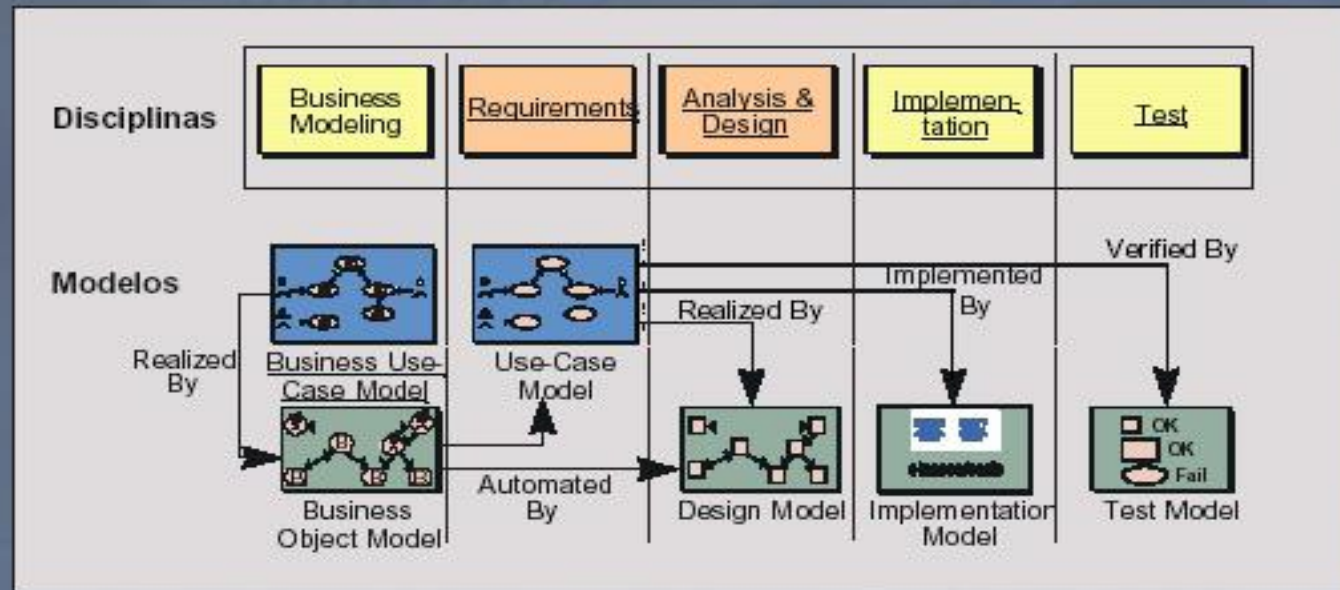 Disciplinas
Business
Modeling
Requirements
Analysis &
Design
Implemen-
tation
Test
Modelos
Realized
By
Business Use-
Case Model
Use-Case
Model
Realized By
Implemented
By
Verified By
Business
Object Model
Automated
By
Design Model
Implementation
Model
OK
OK
Fail
Test Model